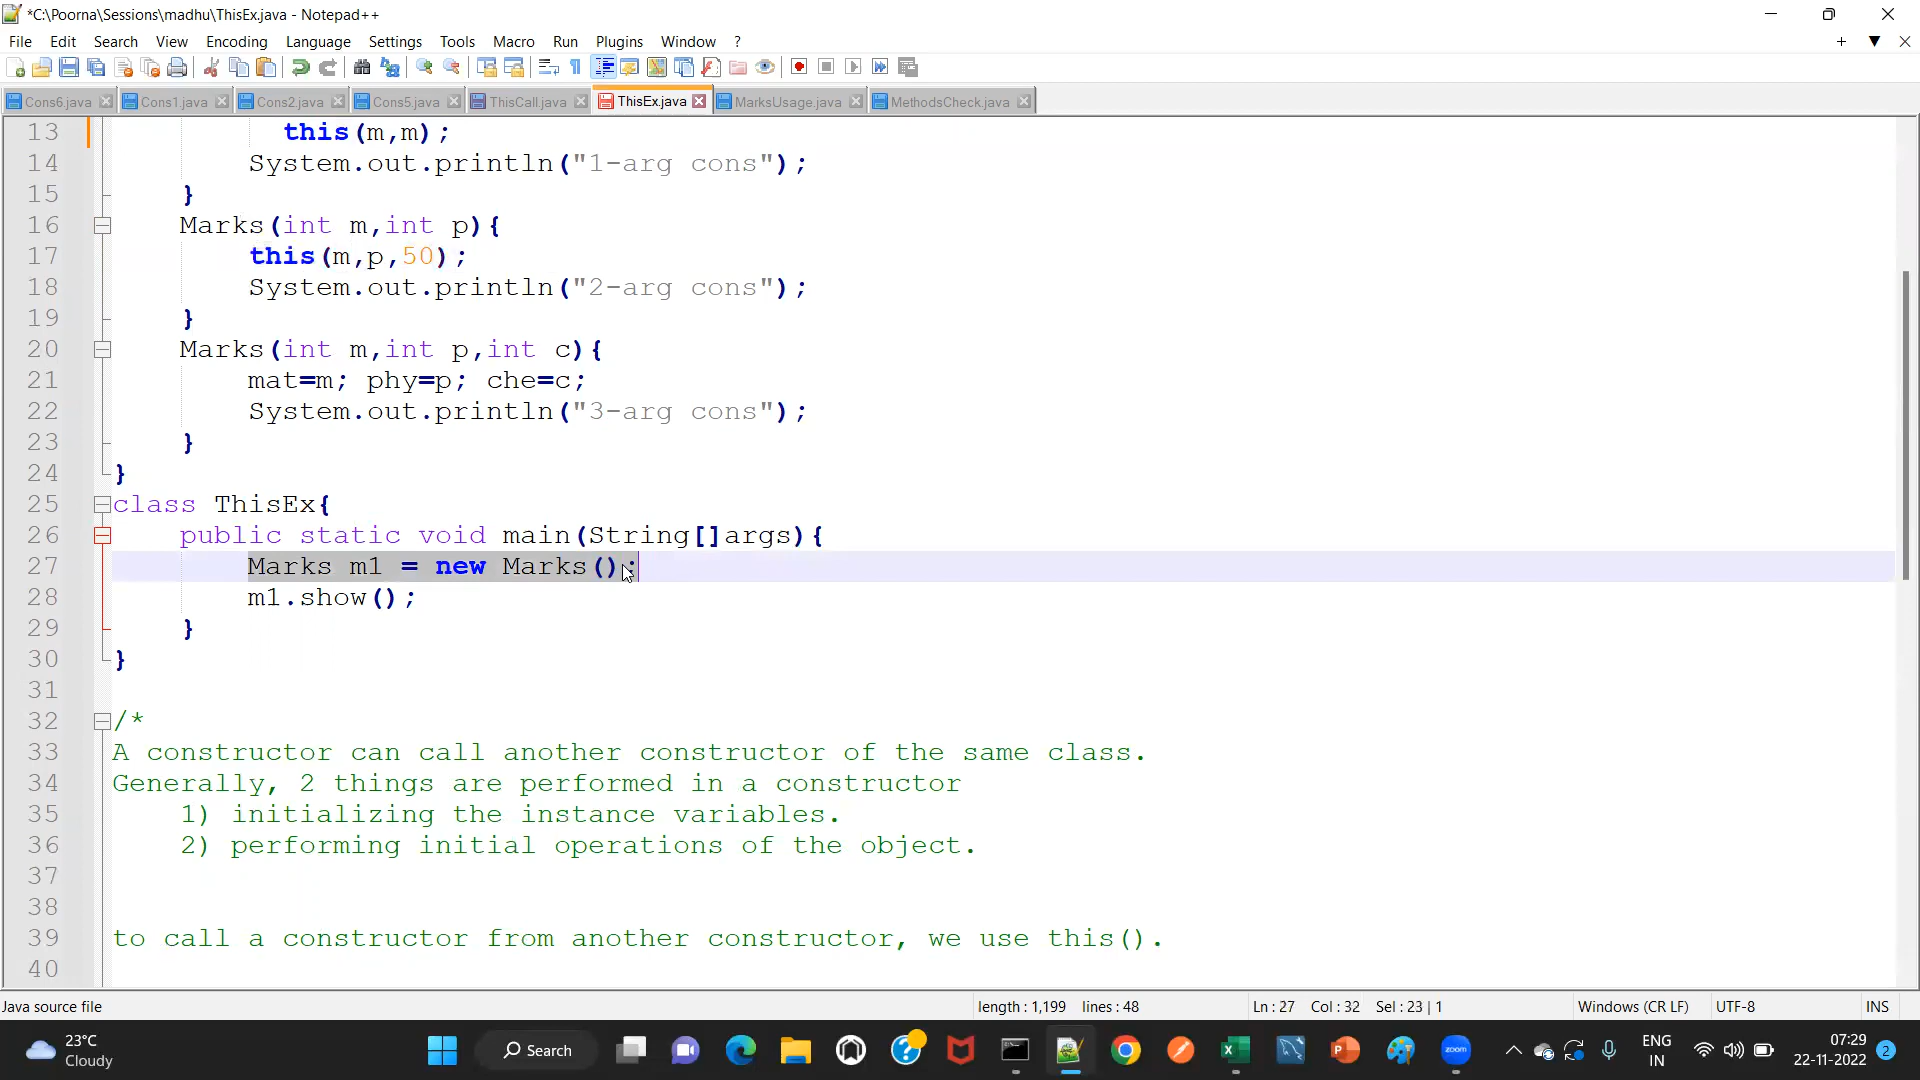 *C:\Poorna\Sessions\madhu\ThisEx.java - Notepad++
File Edit Search View Encoding Language Settings Tools Macro Run Plugins Window ?
Cons6.java Cons1.java Cons2.java Cons5.java ThisCall.java ThisEx.java MarksUsage.java MethodsCheck.java
13 this(m,m);
14 System.out.println("1-arg cons");
15 }
16 Marks(int m,int p){
17 this(m,p,50);
18 System.out.println("2-arg cons");
19 }
20 Marks(int m,int p,int c){
21 mat=m; phy=p; che=c;
22 System.out.println("3-arg cons");
23 }
24 }
25 class ThisEx{
26 public static void main(String[]args){
27 Marks m1 = new Marks();
28 m1.show();
29 }
30 }
31
32 /*
33 A constructor can call another constructor of the same class.
34 Generally, 2 things are performed in a constructor
35 1) initializing the instance variables.
36 2) performing initial operations of the object.
37
38
39 to call a constructor from another constructor, we use this().
40
Java source file length : 1,199 lines : 48 Ln : 27 Col : 32 Sel : 23 | 1 Windows (CR LF) UTF-8 INS
23°C
Cloudy
Search
zoom
ENG
IN
07:29
22-11-2022
2